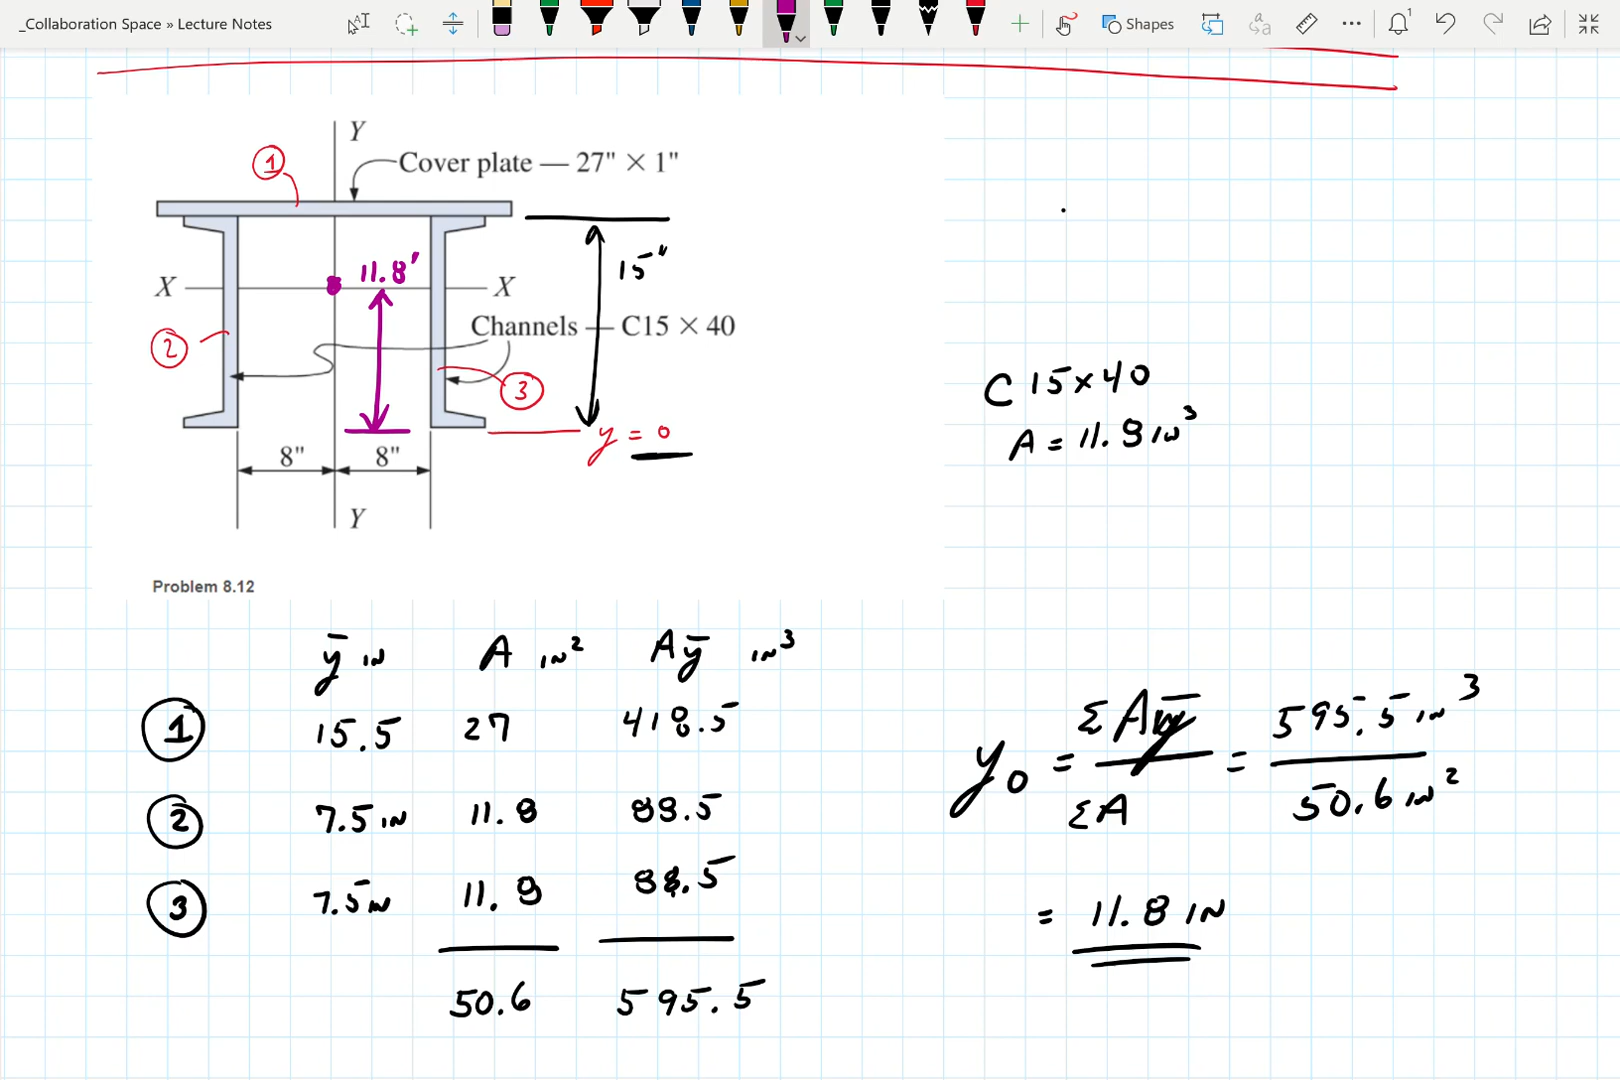 _Collaboration Space » Lecture Notes
Shapes
1
Y
① Cover plate — 27" × 1"
11.8'
15"
X X
Channels — C15 × 40
②
③
y = 0
8" 8"
Y
C 15×40
A = 11.8 IN³
Problem 8.12
ȳ IN A IN² Aȳ IN³
① 15.5 27 418.5
② 7.5 IN 11.8 88.5
③ 7.5 IN 11.8 88.5
50.6 595.5
y₀ = ΣAȳ / ΣA = 595.5 IN³ / 50.6 IN²
= 11.8 IN